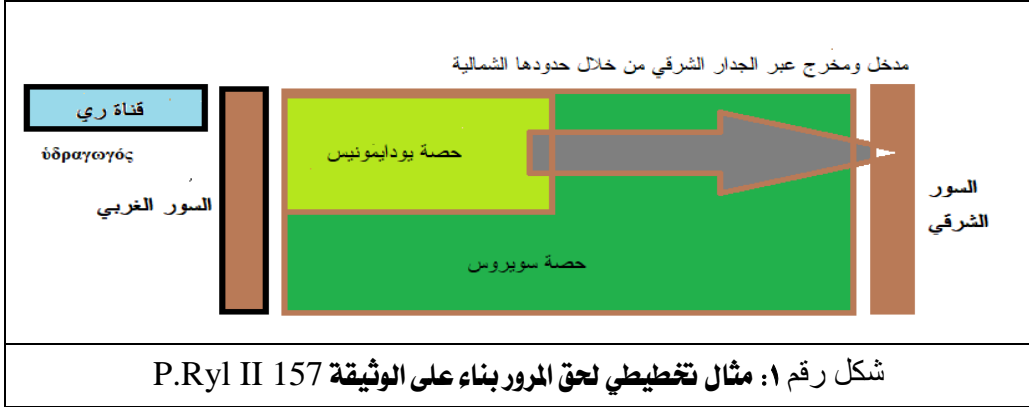 مدخل ومخرج عبر الجدار الشرقي من خلال حدودها الشمالية
قناة ري
ὑδραγωγός
السور الغربي
حصة يودايمونيس
حصة سويروس
السور
الشرقي
شكل رقم ١: مثال تخطيطي لحق المرور بناء على الوثيقة P.Ryl II 157